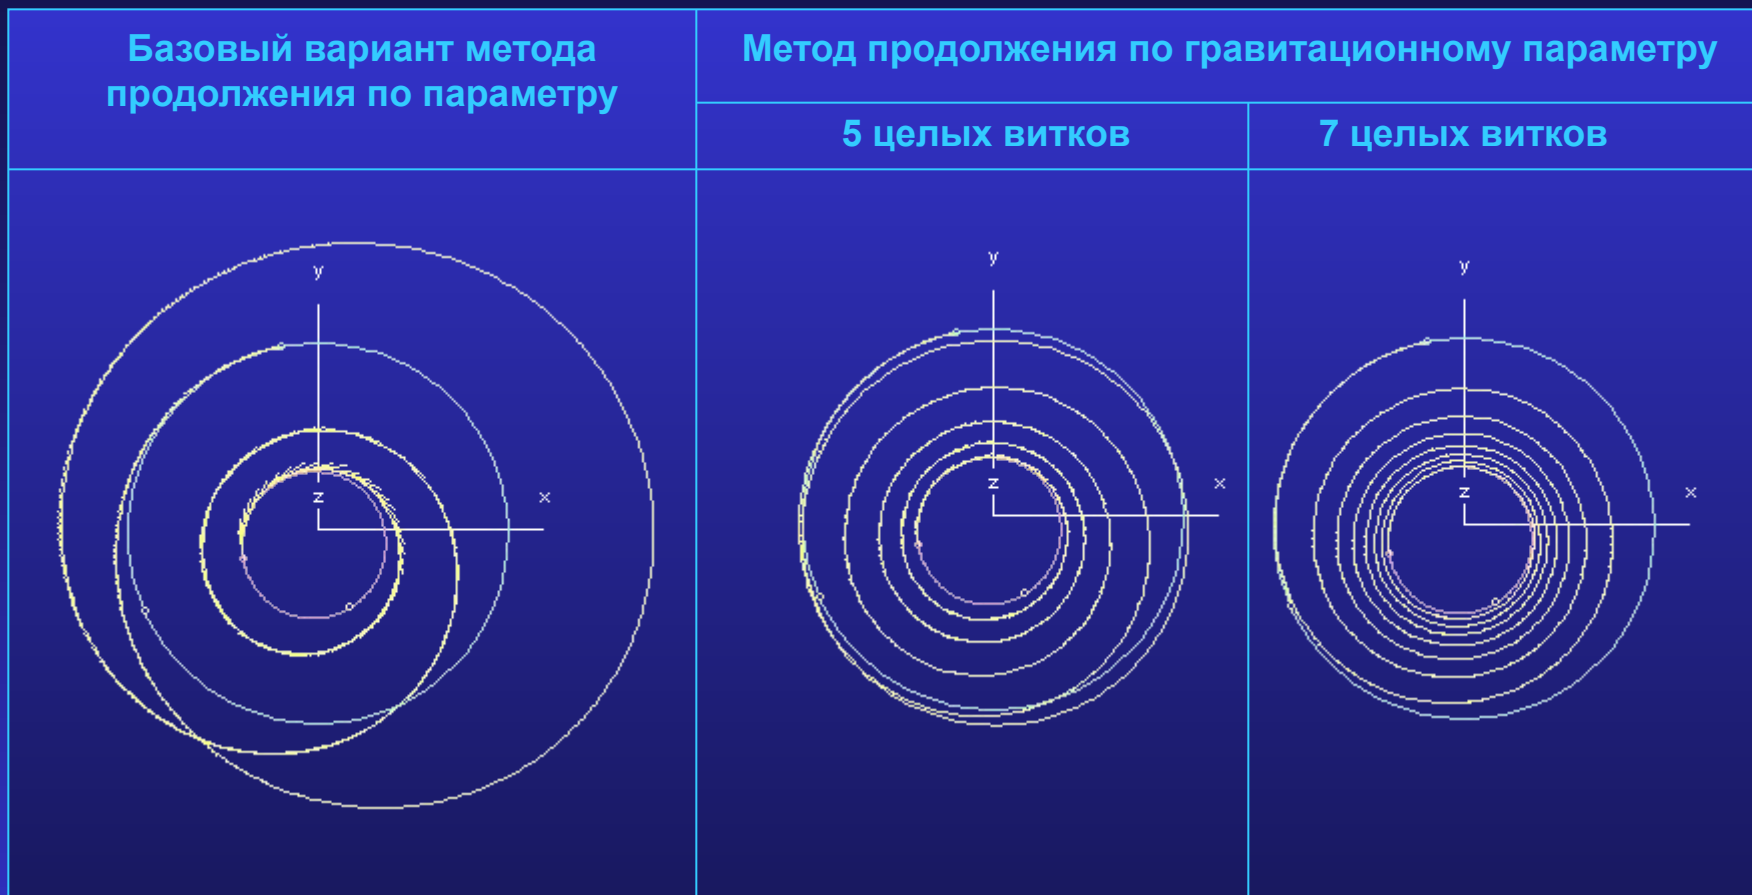 Базовый вариант метода
продолжения по параметру
Метод продолжения по гравитационному параметру
5 целых витков
7 целых витков
y
z
x
y
z
x
y
z
x